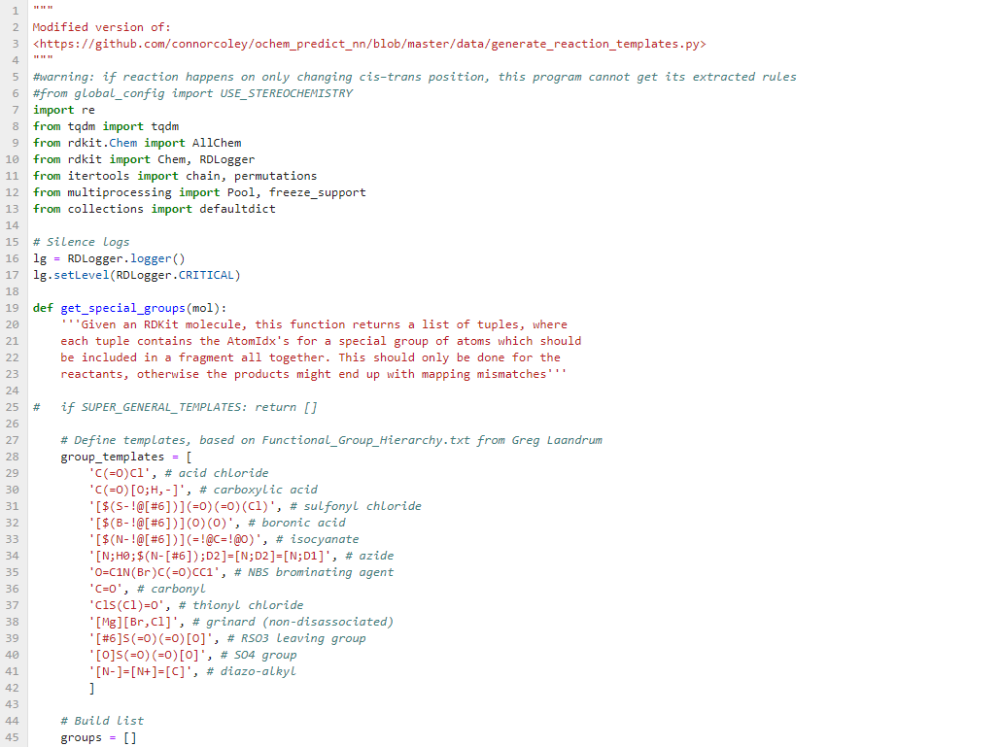 1 """
2 Modified version of:
3 <https://github.com/connorcoley/ochem_predict_nn/blob/master/data/generate_reaction_templates.py>
4 """
5 #warning: if reaction happens on only changing cis-trans position, this program cannot get its extracted rules
6 #from global_config import USE_STEREOCHEMISTRY
7 import re
8 from tqdm import tqdm
9 from rdkit.Chem import AllChem
10 from rdkit import Chem, RDLogger
11 from itertools import chain, permutations
12 from multiprocessing import Pool, freeze_support
13 from collections import defaultdict
14
15 # Silence logs
16 lg = RDLogger.logger()
17 lg.setLevel(RDLogger.CRITICAL)
18
19 def get_special_groups(mol):
20     '''Given an RDKit molecule, this function returns a list of tuples, where
21     each tuple contains the AtomIdx's for a special group of atoms which should
22     be included in a fragment all together. This should only be done for the
23     reactants, otherwise the products might end up with mapping mismatches'''
24
25 #   if SUPER_GENERAL_TEMPLATES: return []
26
27     # Define templates, based on Functional_Group_Hierarchy.txt from Greg Laandrum
28     group_templates = [
29         'C(=O)Cl', # acid chloride
30         'C(=O)[O;H,-]', # carboxylic acid
31         '[$(S-!@[#6])](=O)(=O)(Cl)', # sulfonyl chloride
32         '[$(B-!@[#6])](O)(O)', # boronic acid
33         '[$(N-!@[#6])](=!@C=!@O)', # isocyanate
34         '[N;H0;$(N-[#6]);D2]=[N;D2]=[N;D1]', # azide
35         'O=C1N(Br)C(=O)CC1', # NBS brominating agent
36         'C=O', # carbonyl
37         'ClS(Cl)=O', # thionyl chloride
38         '[Mg][Br,Cl]', # grinard (non-disassociated)
39         '[#6]S(=O)(=O)[O]', # RSO3 leaving group
40         '[O]S(=O)(=O)[O]', # SO4 group
41         '[N-]=[N+]=[C]', # diazo-alkyl
42         ]
43
44     # Build list
45     groups = []